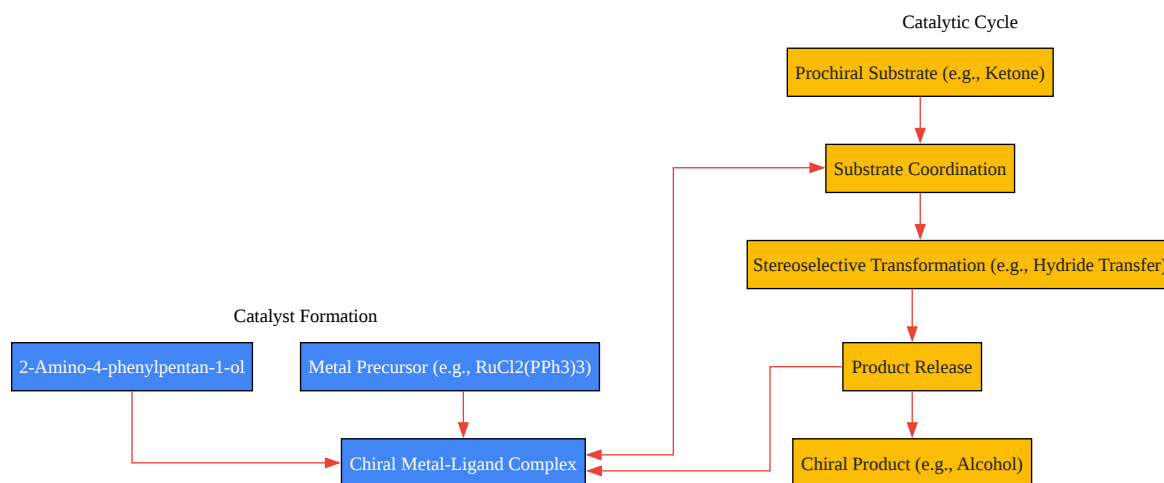 Catalytic Cycle
Prochiral Substrate (e.g., Ketone)
Substrate Coordination
Stereoselective Transformation (e.g., Hydride Transfer)
Catalyst Formation
2-Amino-4-phenylpentan-1-ol
Metal Precursor (e.g., RuCl2(PPh3)3)
Product Release
Chiral Metal-Ligand Complex
Chiral Product (e.g., Alcohol)